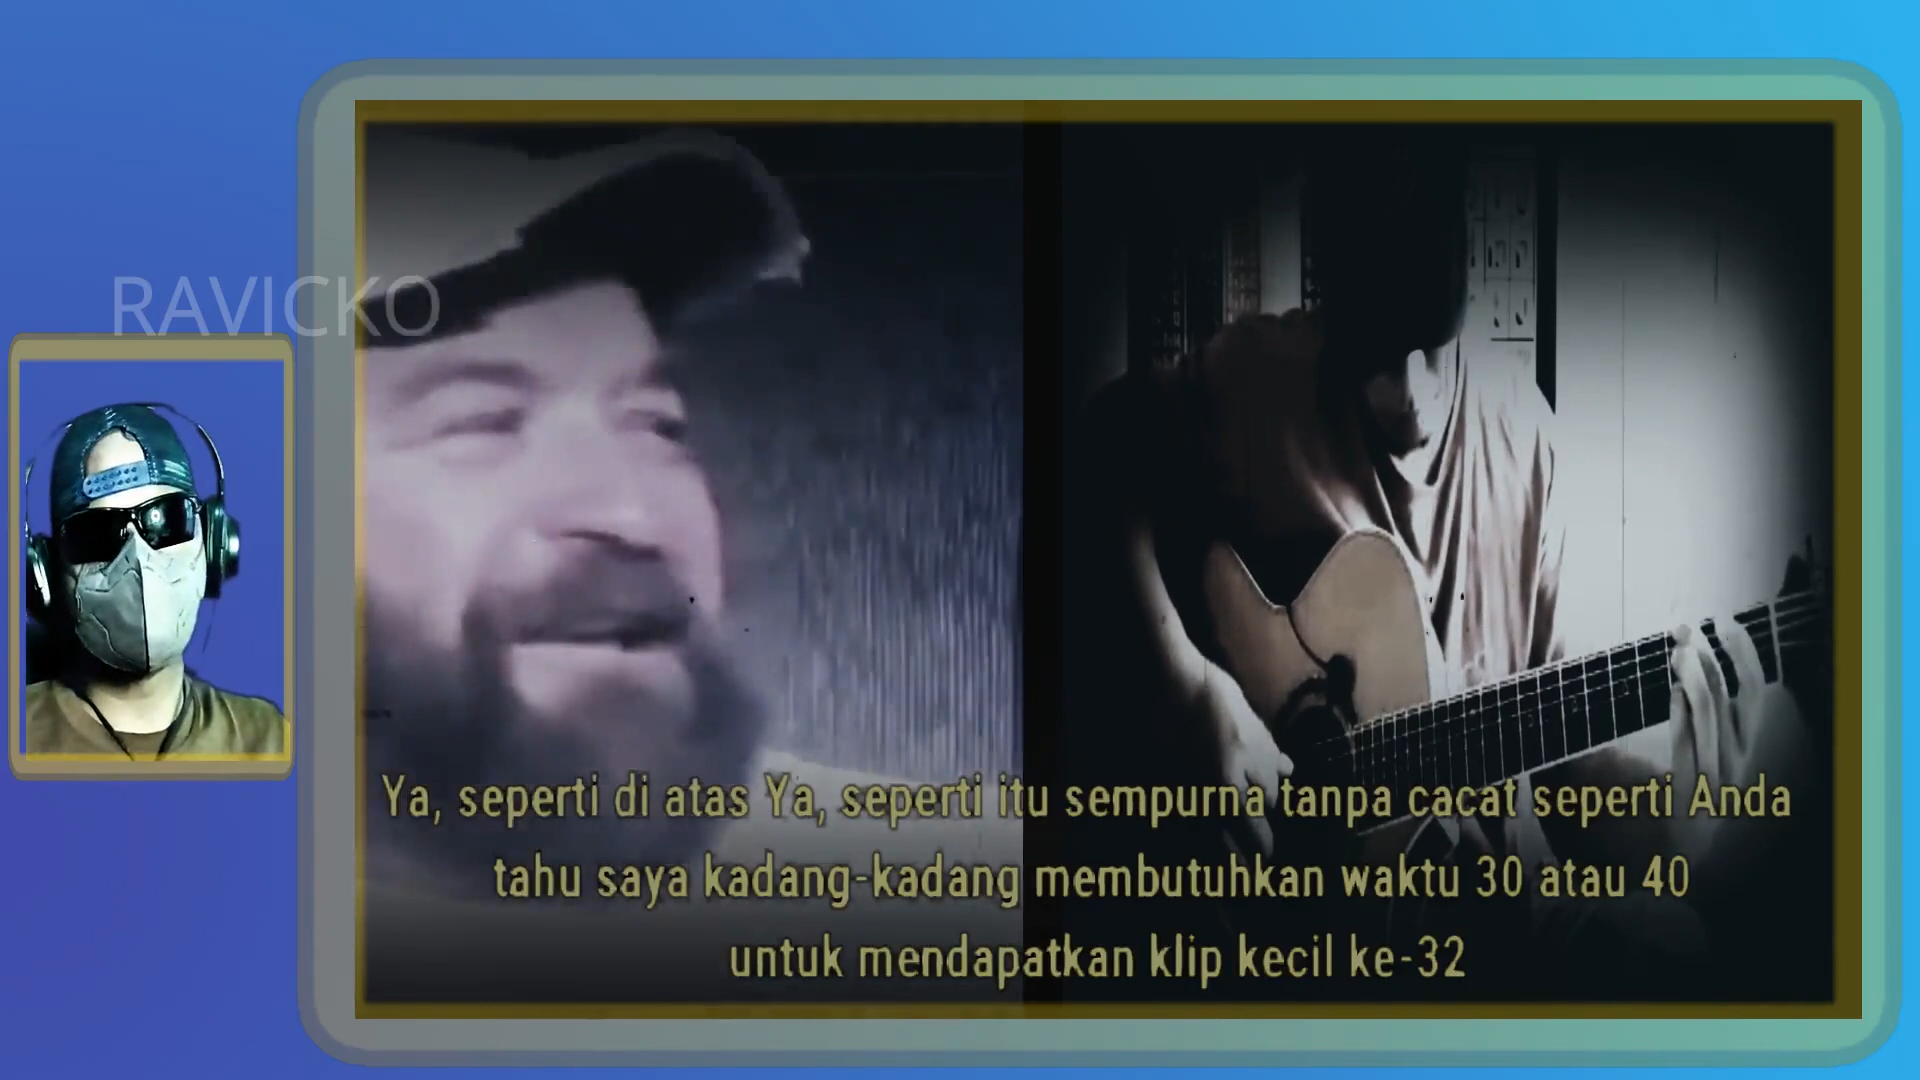 RAVICKO
Ya, seperti di atas Ya, seperti itu sempurna tanpa cacat seperti Anda
tahu saya kadang-kadang membutuhkan waktu 30 atau 40
untuk mendapatkan klip kecil ke-32